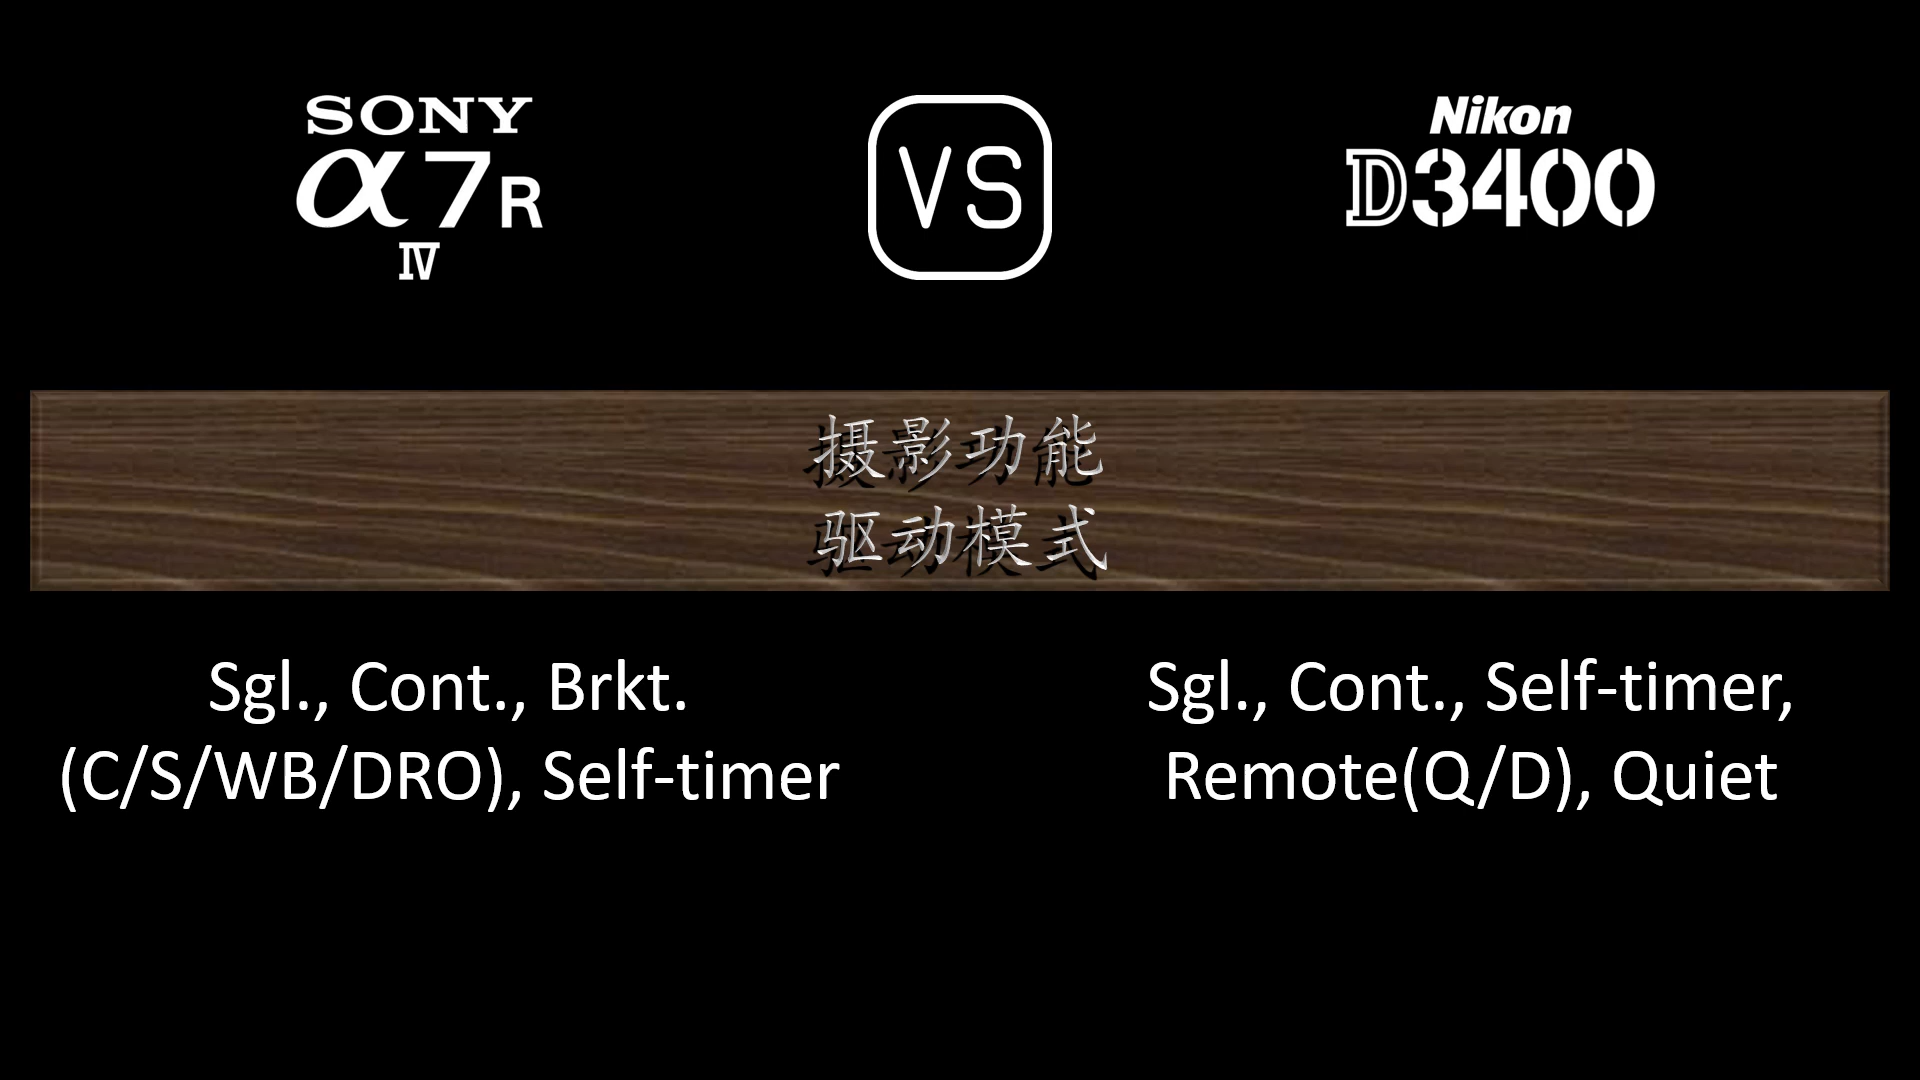 SONY
α7R
IV
VS
Nikon
D3400
摄影功能
驱动模式
Sgl., Cont., Brkt.
(C/S/WB/DRO), Self-timer
Sgl., Cont., Self-timer,
Remote(Q/D), Quiet